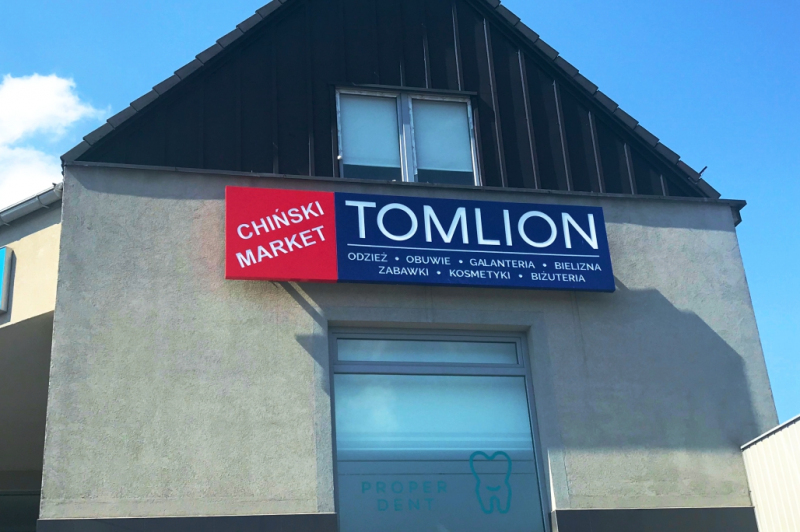 CHIŃSKI
MARKET
TOMLION
ODZIEŻ • OBUWIE • GALANTERIA • BIELIZNA
ZABAWKI • KOSMETYKI • BIŻUTERIA
PROPER
DENT